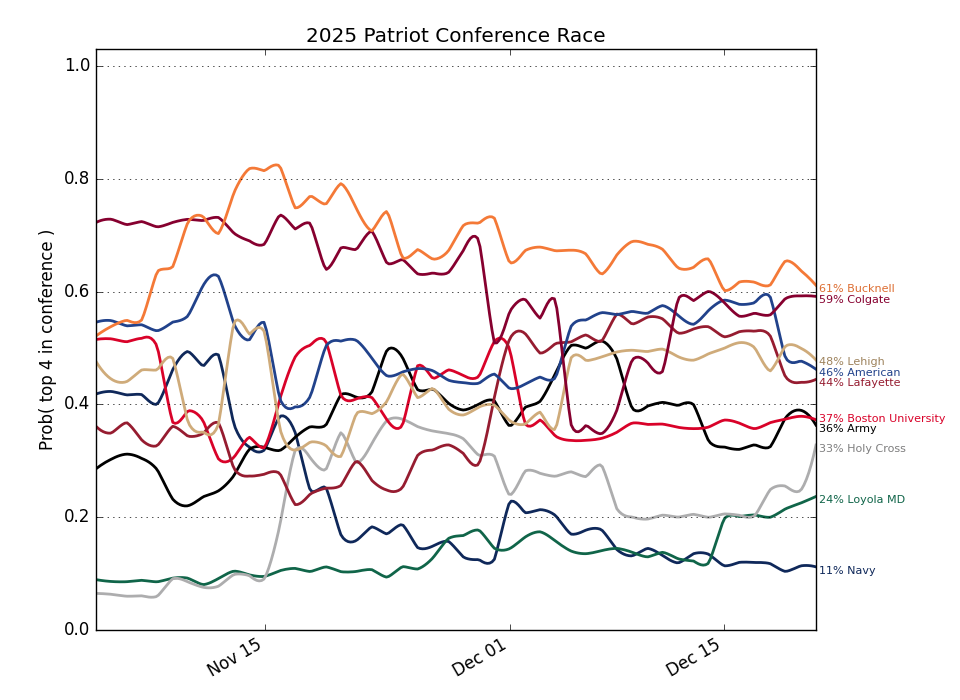 2025 Patriot Conference Race
Prob( top 4 in conference )
1.0
0.8
0.6
0.4
0.2
0.0
Nov 15
Dec 01
Dec 15
61% Bucknell
59% Colgate
48% Lehigh
46% American
44% Lafayette
37% Boston University
36% Army
33% Holy Cross
24% Loyola MD
11% Navy